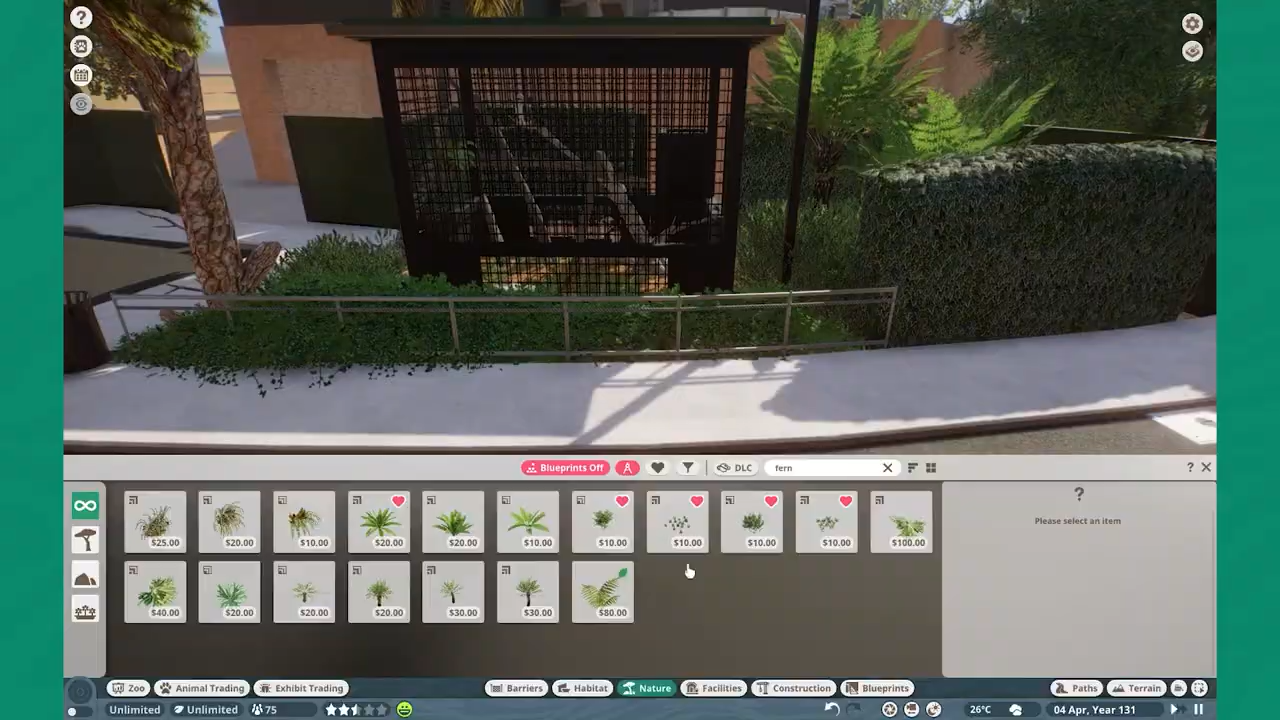 Blueprints Off
DLC
fern
?
$25.00 $20.00 $10.00 $20.00 $20.00 $10.00 $10.00 $10.00 $10.00 $10.00 $100.00
$40.00 $20.00 $20.00 $20.00 $30.00 $30.00 $80.00
?
Please select an item
Zoo Animal Trading Exhibit Trading Barriers Habitat Nature Facilities Construction Blueprints Paths Terrain
Unlimited Unlimited 75 26°C 04 Apr, Year 131